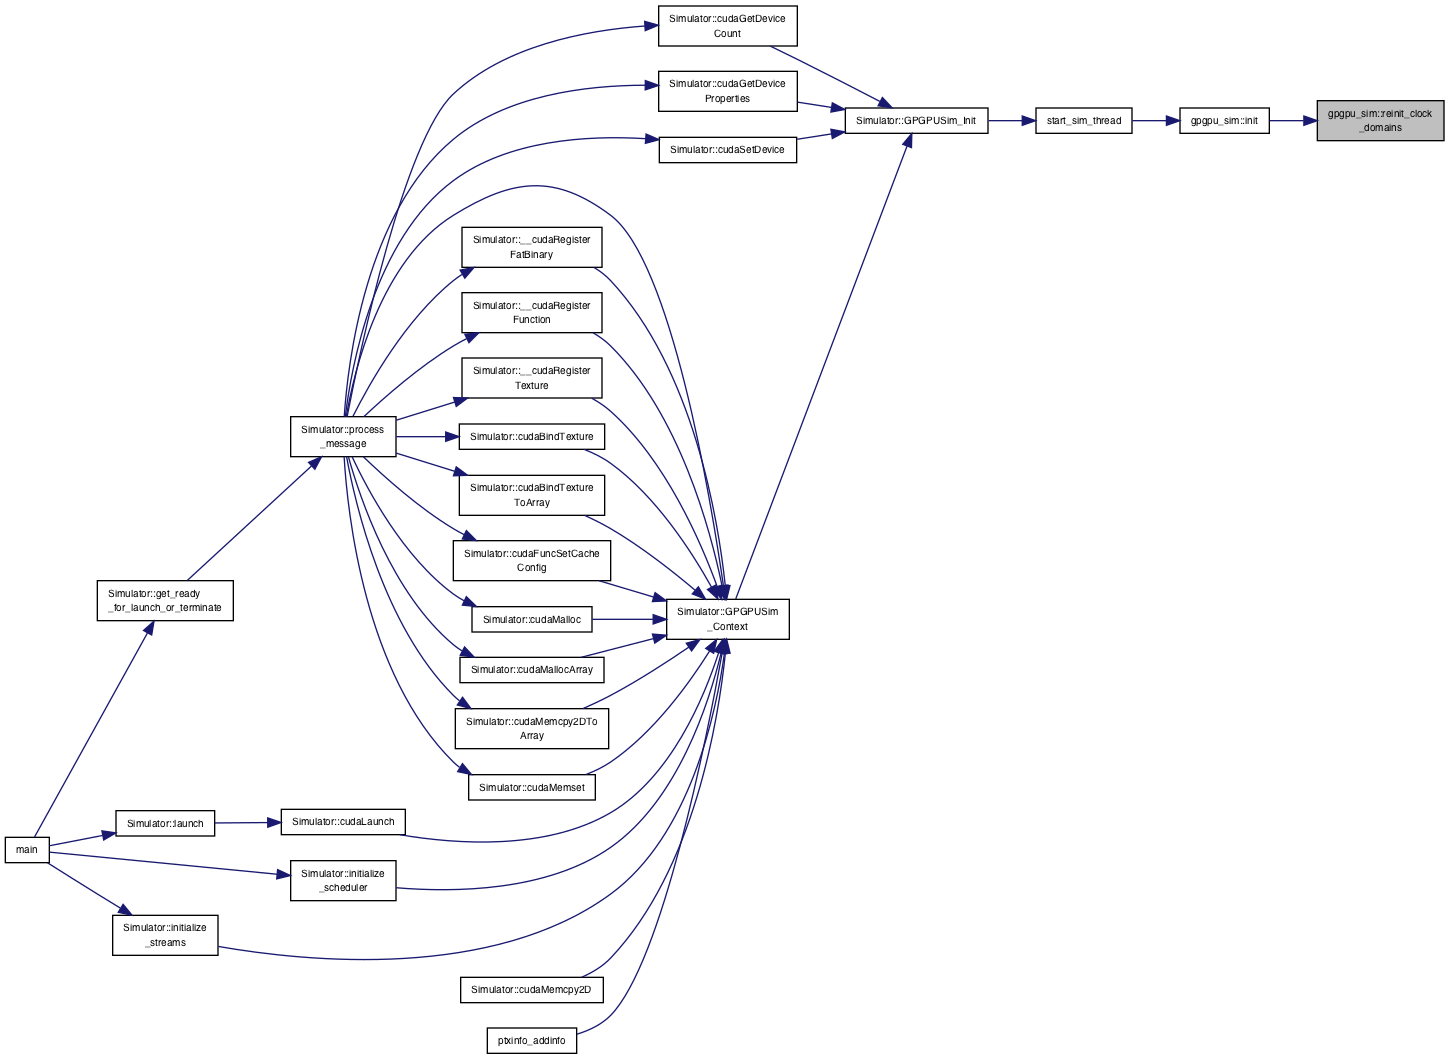 Simulator::cudaGetDevice
Count
Simulator::cudaGetDevice
Properties
Simulator::GPGPUSim_Init
start_sim_thread
gpgpu_sim::init
gpgpu_sim::reinit_clock
_domains
Simulator::cudaSetDevice
Simulator::__cudaRegister
FatBinary
Simulator::__cudaRegister
Function
Simulator::__cudaRegister
Texture
Simulator::process
_message
Simulator::cudaBindTexture
Simulator::cudaBindTexture
ToArray
Simulator::cudaFuncSetCache
Config
Simulator::get_ready
_for_launch_or_terminate
Simulator::cudaMalloc
Simulator::GPGPUSim
_Context
Simulator::cudaMallocArray
Simulator::cudaMemcpy2DTo
Array
Simulator::cudaMemset
Simulator::launch
Simulator::cudaLaunch
main
Simulator::initialize
_scheduler
Simulator::initialize
_streams
Simulator::cudaMemcpy2D
ptxinfo_addinfo